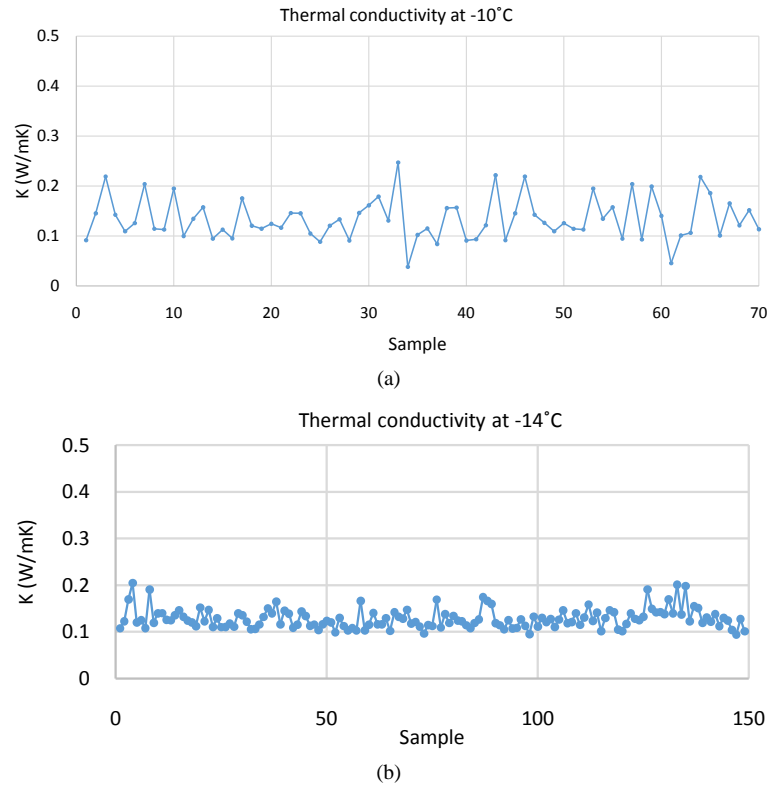 Thermal conductivity at -10˚C
0.5
0.4
0.3
0.2
0.1
0
K (W/mK)
0 10 20 30 40 50 60 70
Sample
(a)
Thermal conductivity at -14˚C
0.5
0.4
0.3
0.2
0.1
0
K (W/mK)
0 50 100 150
Sample
(b)